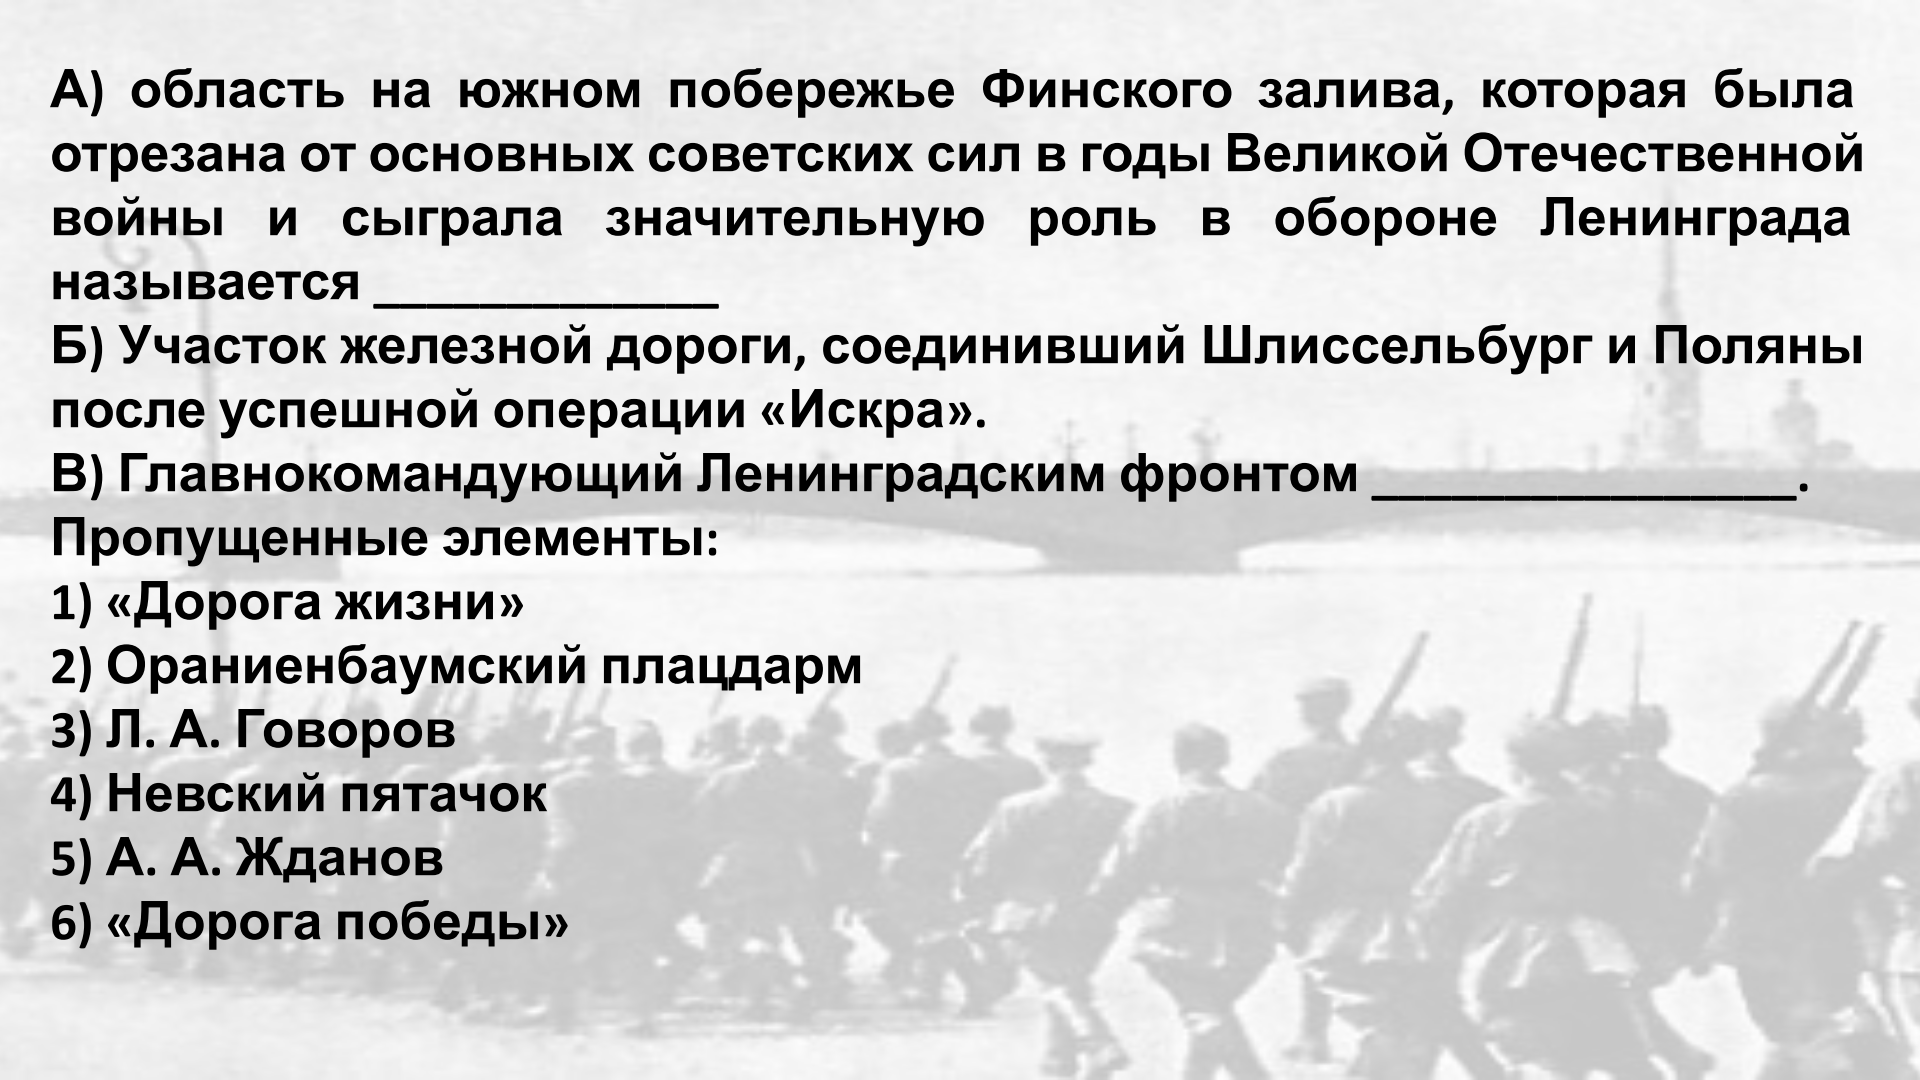 А) область на южном побережье Финского залива, которая была
отрезана от основных советских сил в годы Великой Отечественной
войны и сыграла значительную роль в обороне Ленинграда
называется _____________
Б) Участок железной дороги, соединивший Шлиссельбург и Поляны
после успешной операции «Искра».
В) Главнокомандующий Ленинградским фронтом ________________.
Пропущенные элементы:
1) «Дорога жизни»
2) Ораниенбаумский плацдарм
3) Л. А. Говоров
4) Невский пятачок
5) А. А. Жданов
6) «Дорога победы»